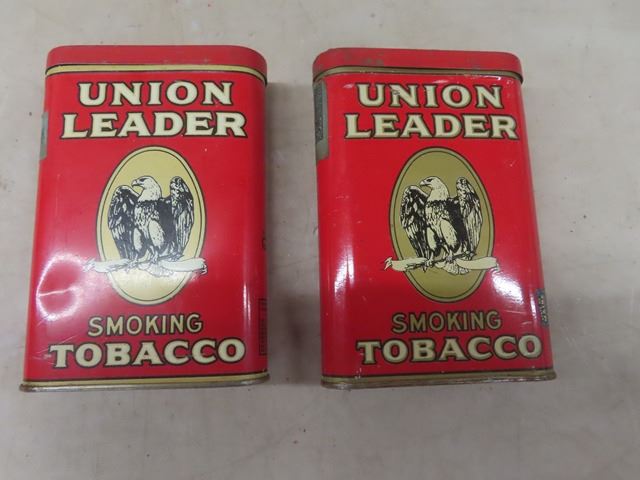 UNION
LEADER
SMOKING
TOBACCO
UNION
LEADER
SMOKING
TOBACCO